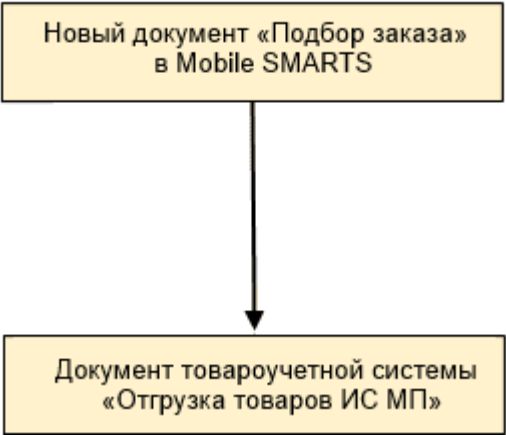 Новый документ «Подбор заказа»
в Mobile SMARTS
Документ товароучетной системы
«Отгрузка товаров ИС МП»